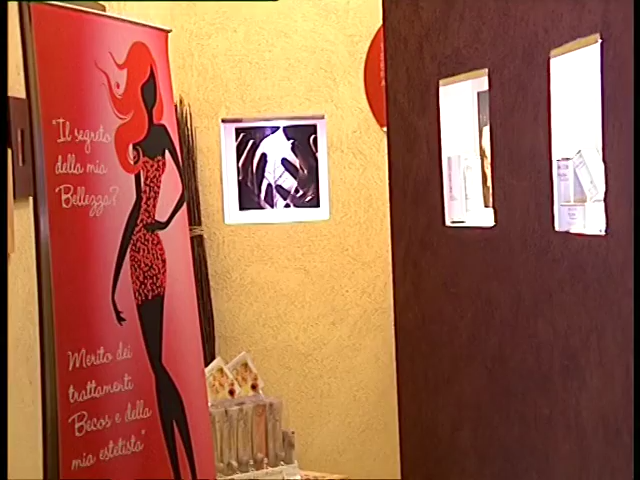 "Il segreto
della mia
Bellezza?
Merito dei
trattamenti
Becos e della
mia estetista"